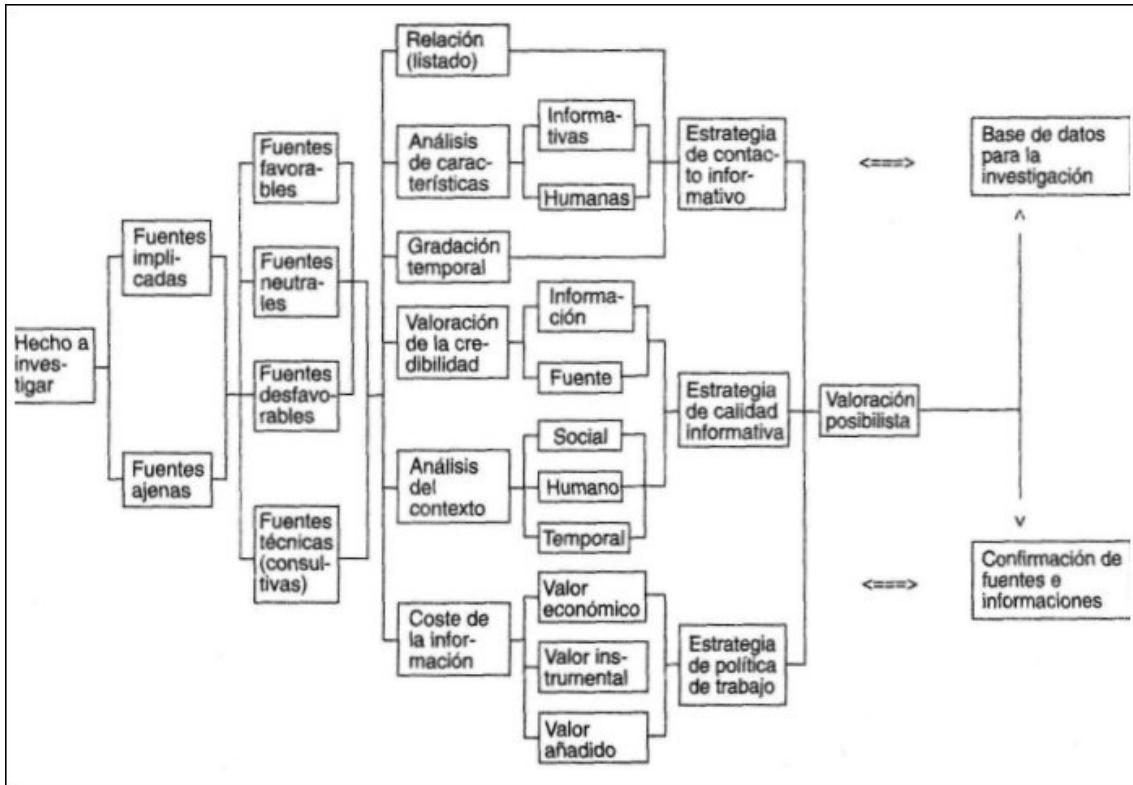 Hecho a
inves-
tigar
Fuentes
impli-
cadas
Fuentes
ajenas
Fuentes
favora-
bles
Fuentes
neutra-
les
Fuentes
desfavo-
rables
Fuentes
técnicas
(consul-
tivas)
Relación
(listado)
Análisis
de carac-
terísticas
Gradación
temporal
Valoración
de la cre-
dibilidad
Análisis
del
contexto
Coste de
la infor-
mación
Informa-
tivas
Humanas
Informa-
ción
Fuente
Social
Humano
Temporal
Valor
económico
Valor ins-
trumental
Valor
añadido
Estrategia
de contac-
to infor-
mativo
Estrategia
de calidad
informativa
Estrategia
de política
de trabajo
Valoración
posibilista
<===>
<===>
Base de datos
para la
investigación
Confirmación de
fuentes e
informaciones